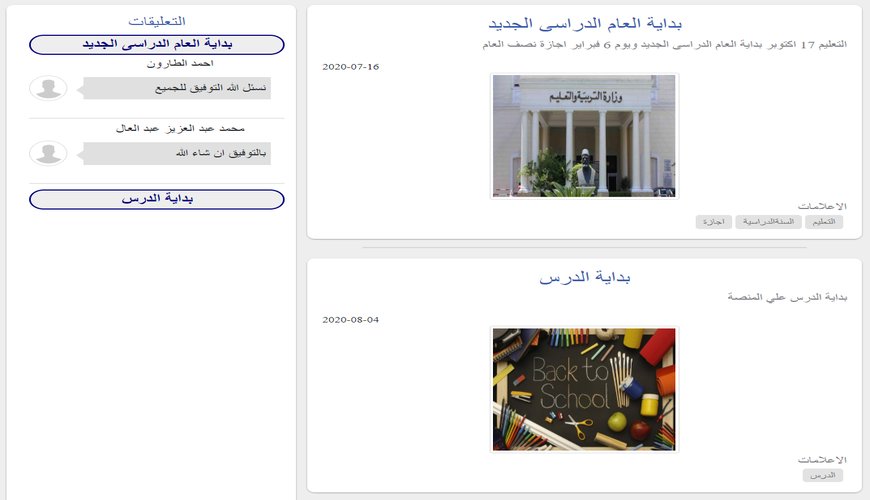 بداية العام الدراسى الجديد
التعليم 17 اكتوبر بداية العام الدراسى الجديد ويوم 6 فبراير اجازة نصف العام
2020-07-16
وزارة التربية والتعليم
الاعلامات
التعليم
السنةالدراسية
اجازة
بداية الدرس
بداية الدرس علي المنصة
2020-08-04
Back to
School
الاعلامات
الدرس
التعليقات
بداية العام الدراسى الجديد
احمد الطارون
نسئل الله التوفيق للجميع
محمد عبد العزيز عبد العال
بالتوفيق ان شاء الله
بداية الدرس